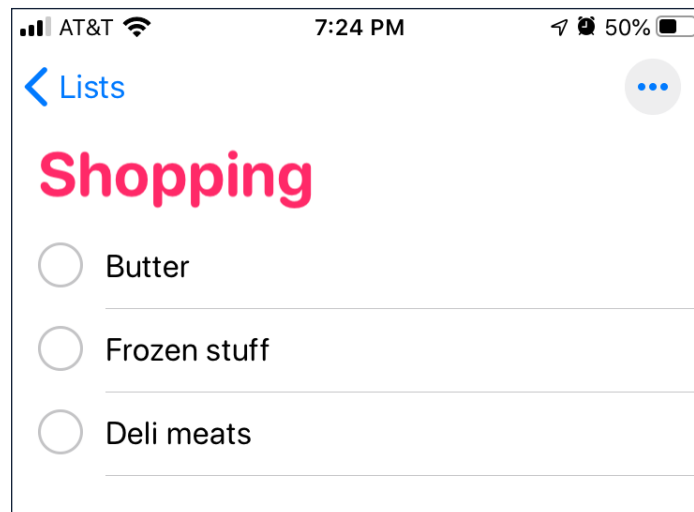 AT&T 7:24 PM 50%
Lists
Shopping
Butter
Frozen stuff
Deli meats